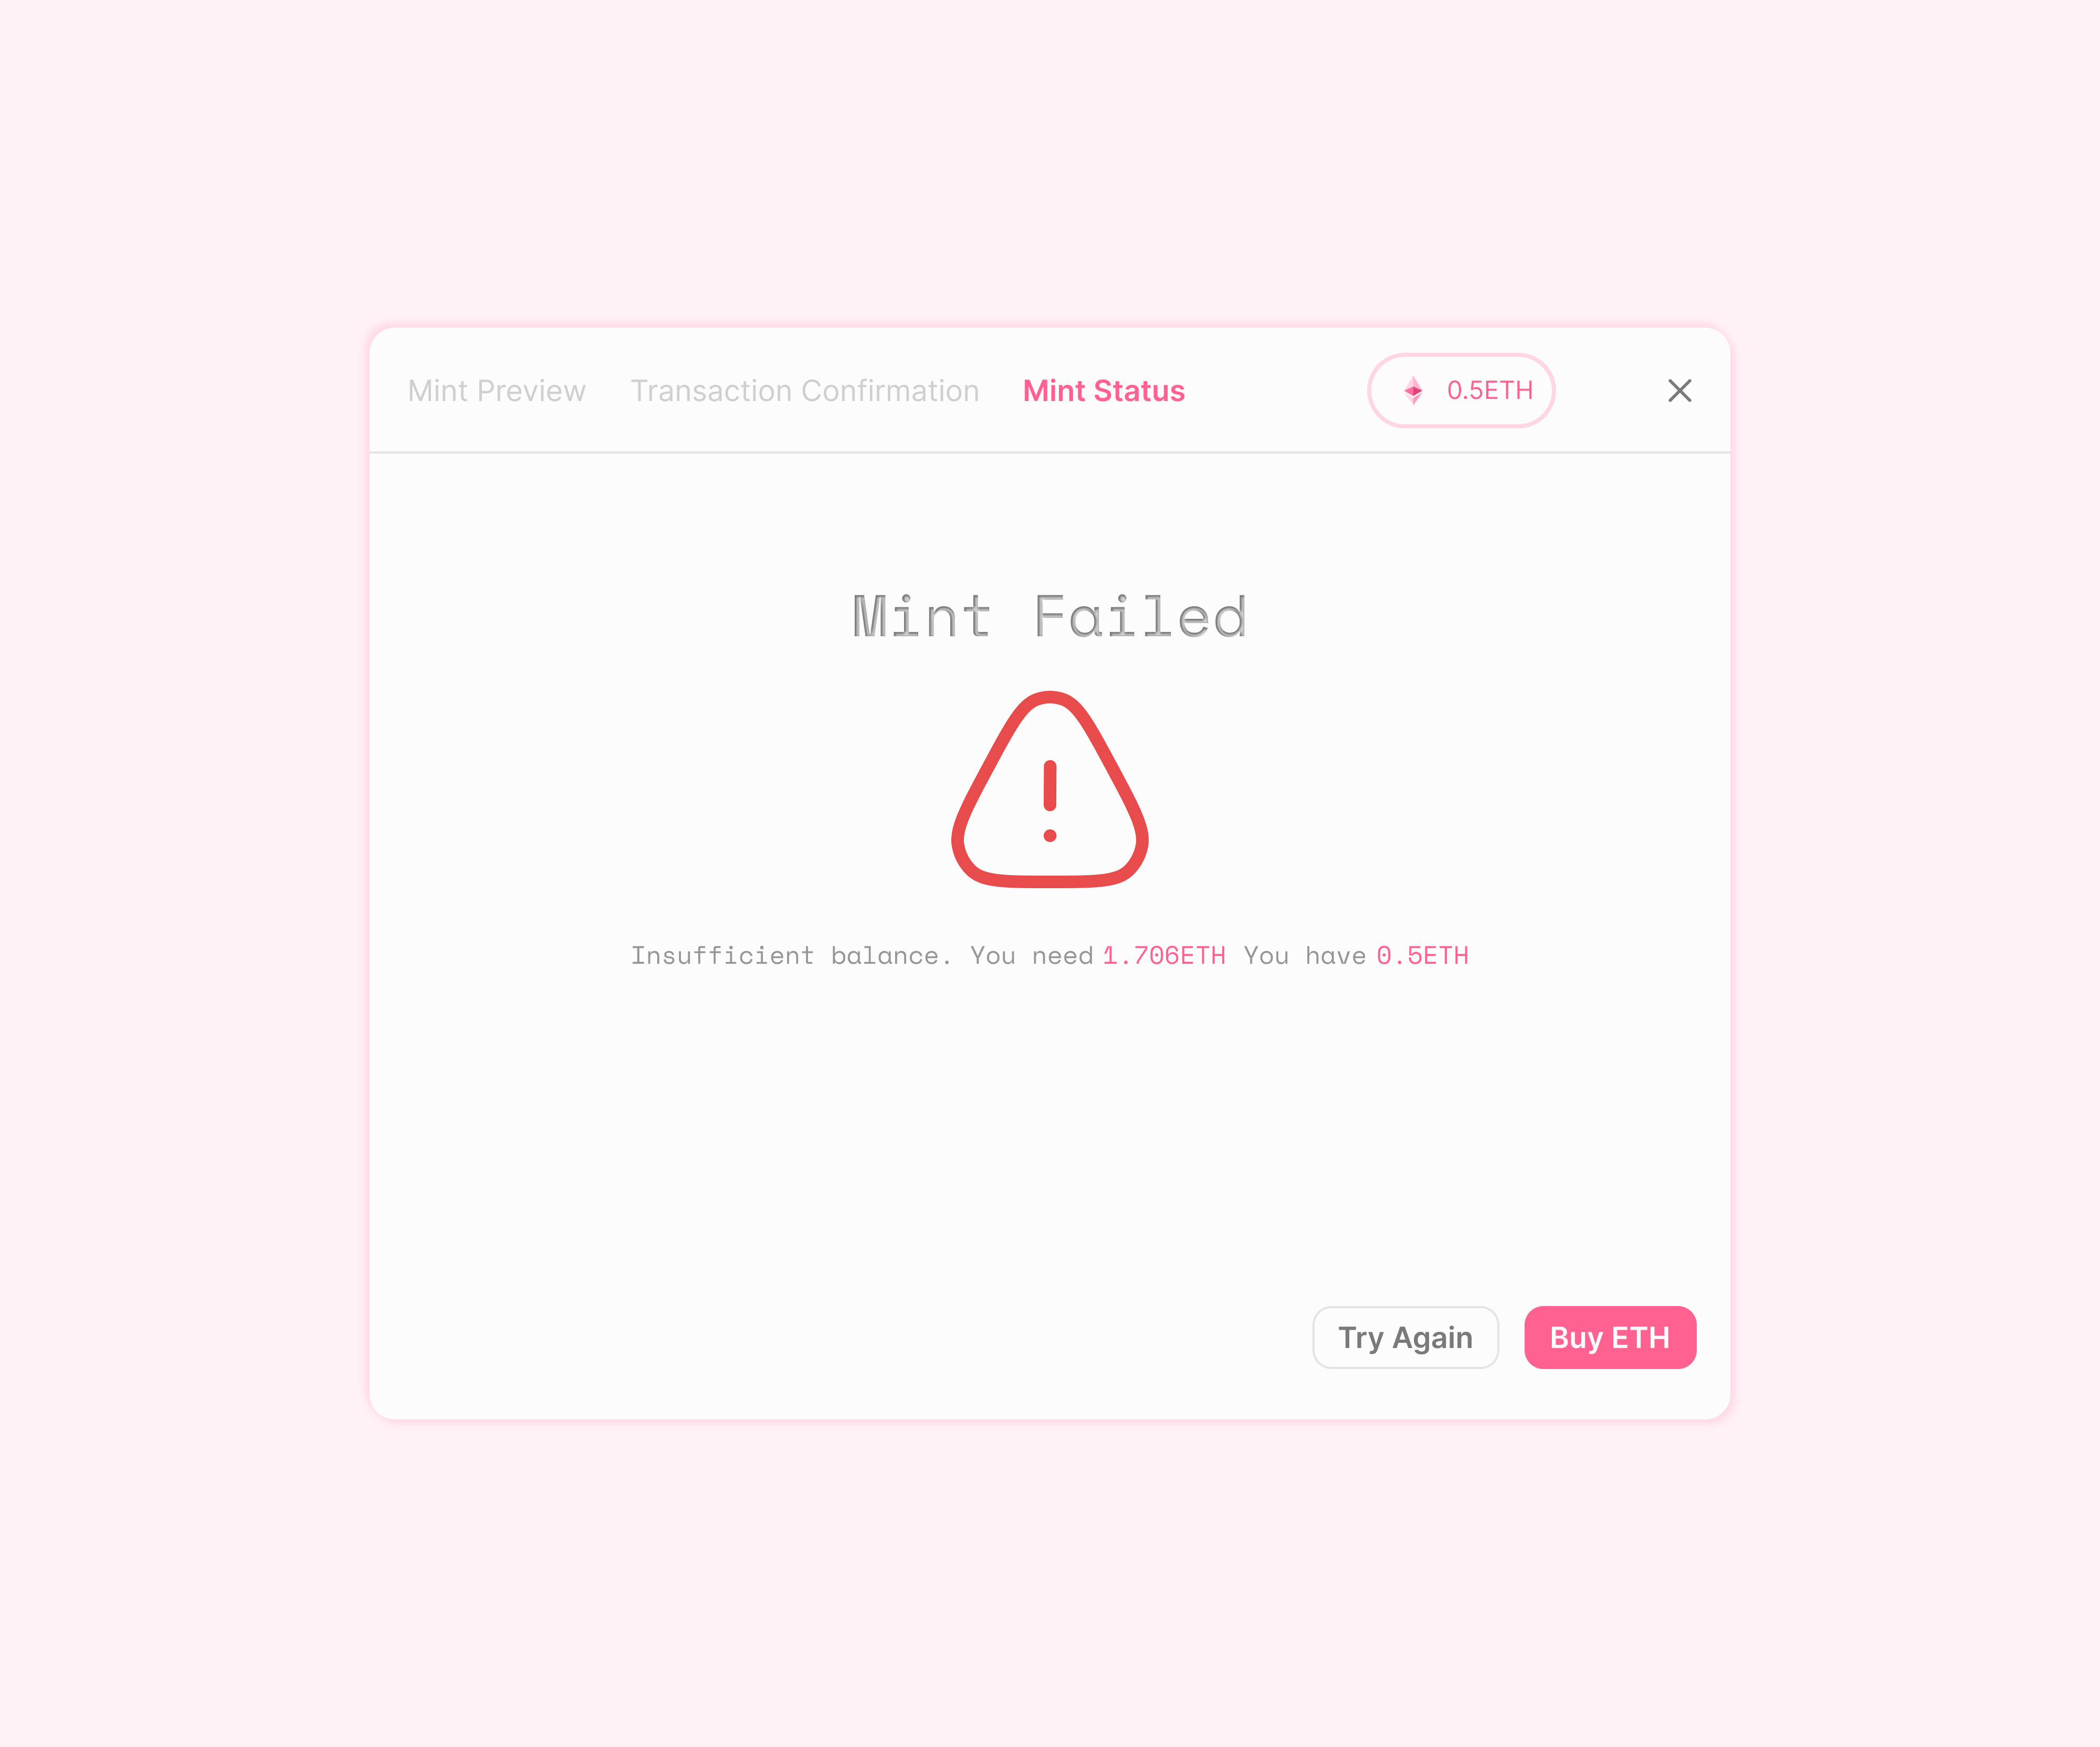 Mint Preview Transaction Confirmation Mint Status 0.5ETH
Mint Failed
Insufficient balance. You need 1.706ETH You have 0.5ETH
Try Again Buy ETH